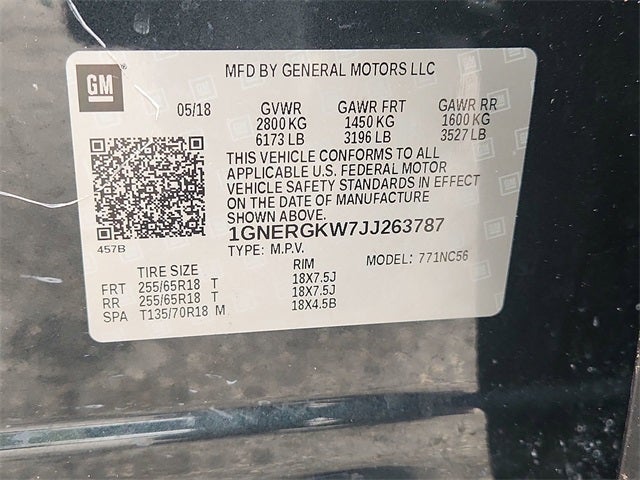 GM
MFD BY GENERAL MOTORS LLC
05/18 GVWR GAWR FRT GAWR RR
2800 KG 1450 KG 1600 KG
6173 LB 3196 LB 3527 LB
THIS VEHICLE CONFORMS TO ALL
APPLICABLE U.S. FEDERAL MOTOR
VEHICLE SAFETY STANDARDS IN EFFECT
ON THE DATE OF MANUFACTURE
SHOWN ABOVE.
457B
1GNERGKW7JJ263787
TYPE: M.P.V. MODEL: 771NC56
TIRE SIZE RIM
FRT 255/65R18 T 18X7.5J
RR 255/65R18 T 18X7.5J
SPA T135/70R18 M 18X4.5B